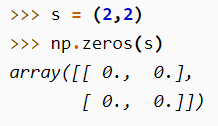 >>> s = (2,2)
>>> np.zeros(s)
array([[ 0.,  0.],
       [ 0.,  0.]])